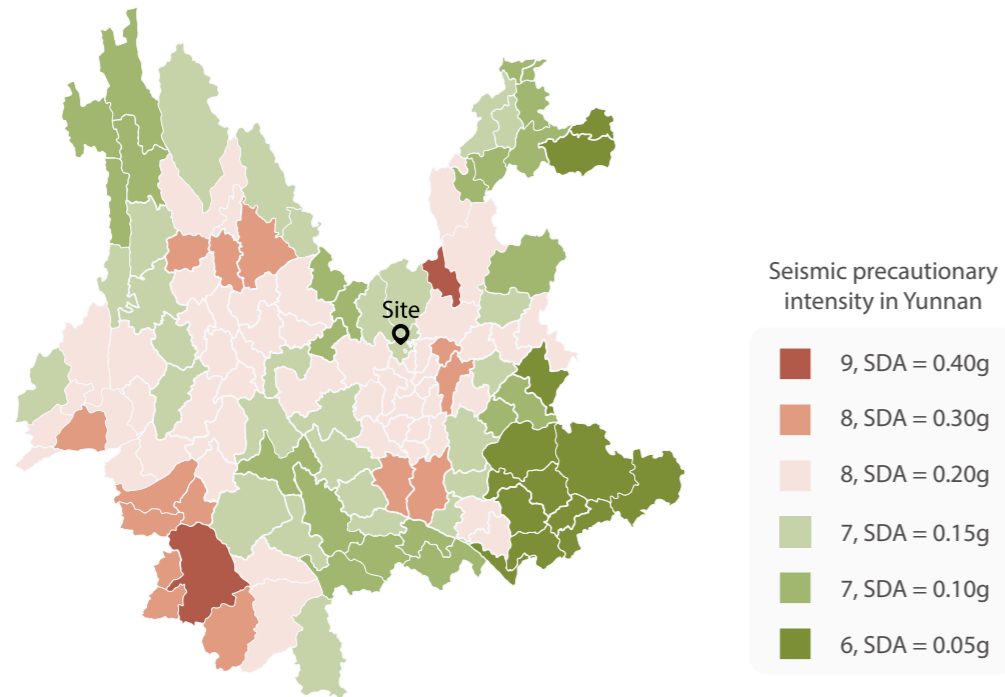 Site
Seismic precautionary
intensity in Yunnan
9, SDA = 0.40g
8, SDA = 0.30g
8, SDA = 0.20g
7, SDA = 0.15g
7, SDA = 0.10g
6, SDA = 0.05g